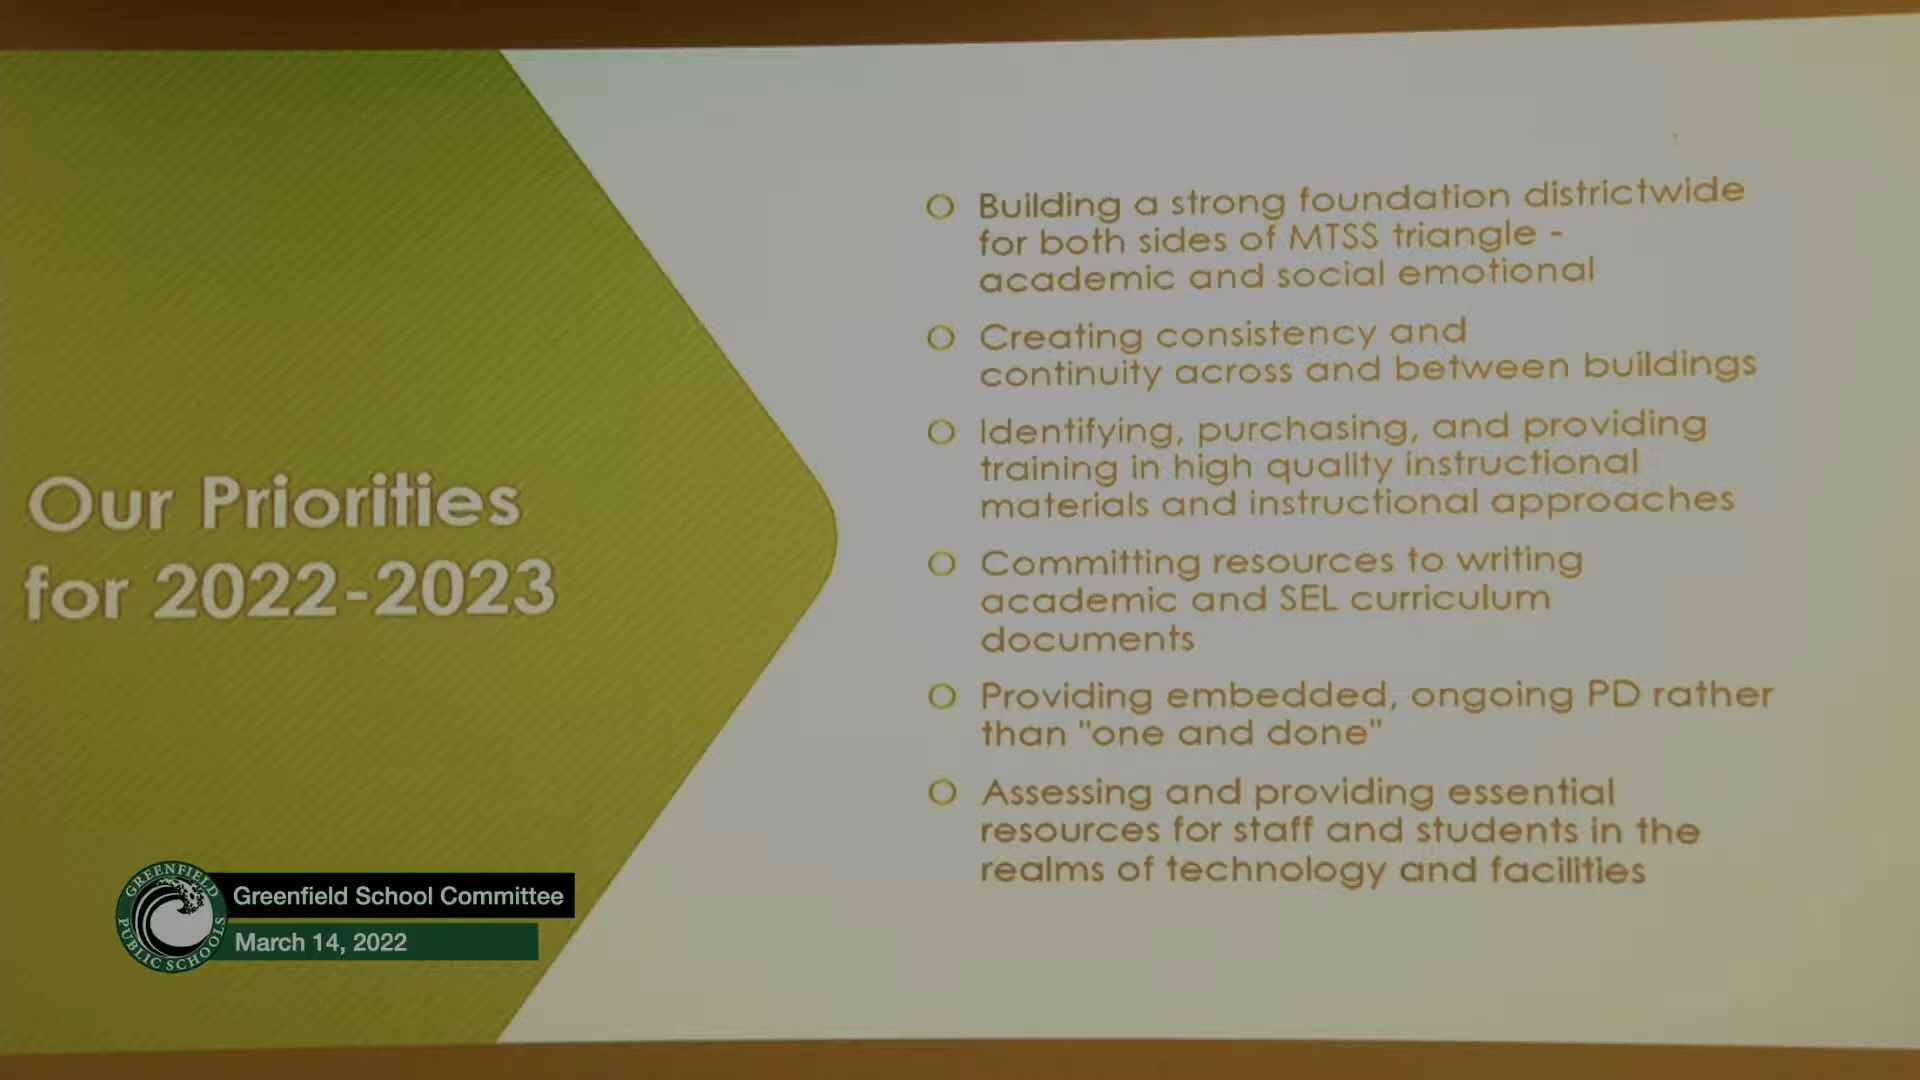 Our Priorities
for 2022-2023
Building a strong foundation districtwide
for both sides of MTSS triangle -
academic and social emotional
Creating consistency and
continuity across and between buildings
Identifying, purchasing, and providing
training in high quality instructional
materials and instructional approaches
Committing resources to writing
academic and SEL curriculum
documents
Providing embedded, ongoing PD rather
than "one and done"
Assessing and providing essential
resources for staff and students in the
realms of technology and facilities
GREENFIELD
PUBLIC SCHOOLS
Greenfield School Committee
March 14, 2022